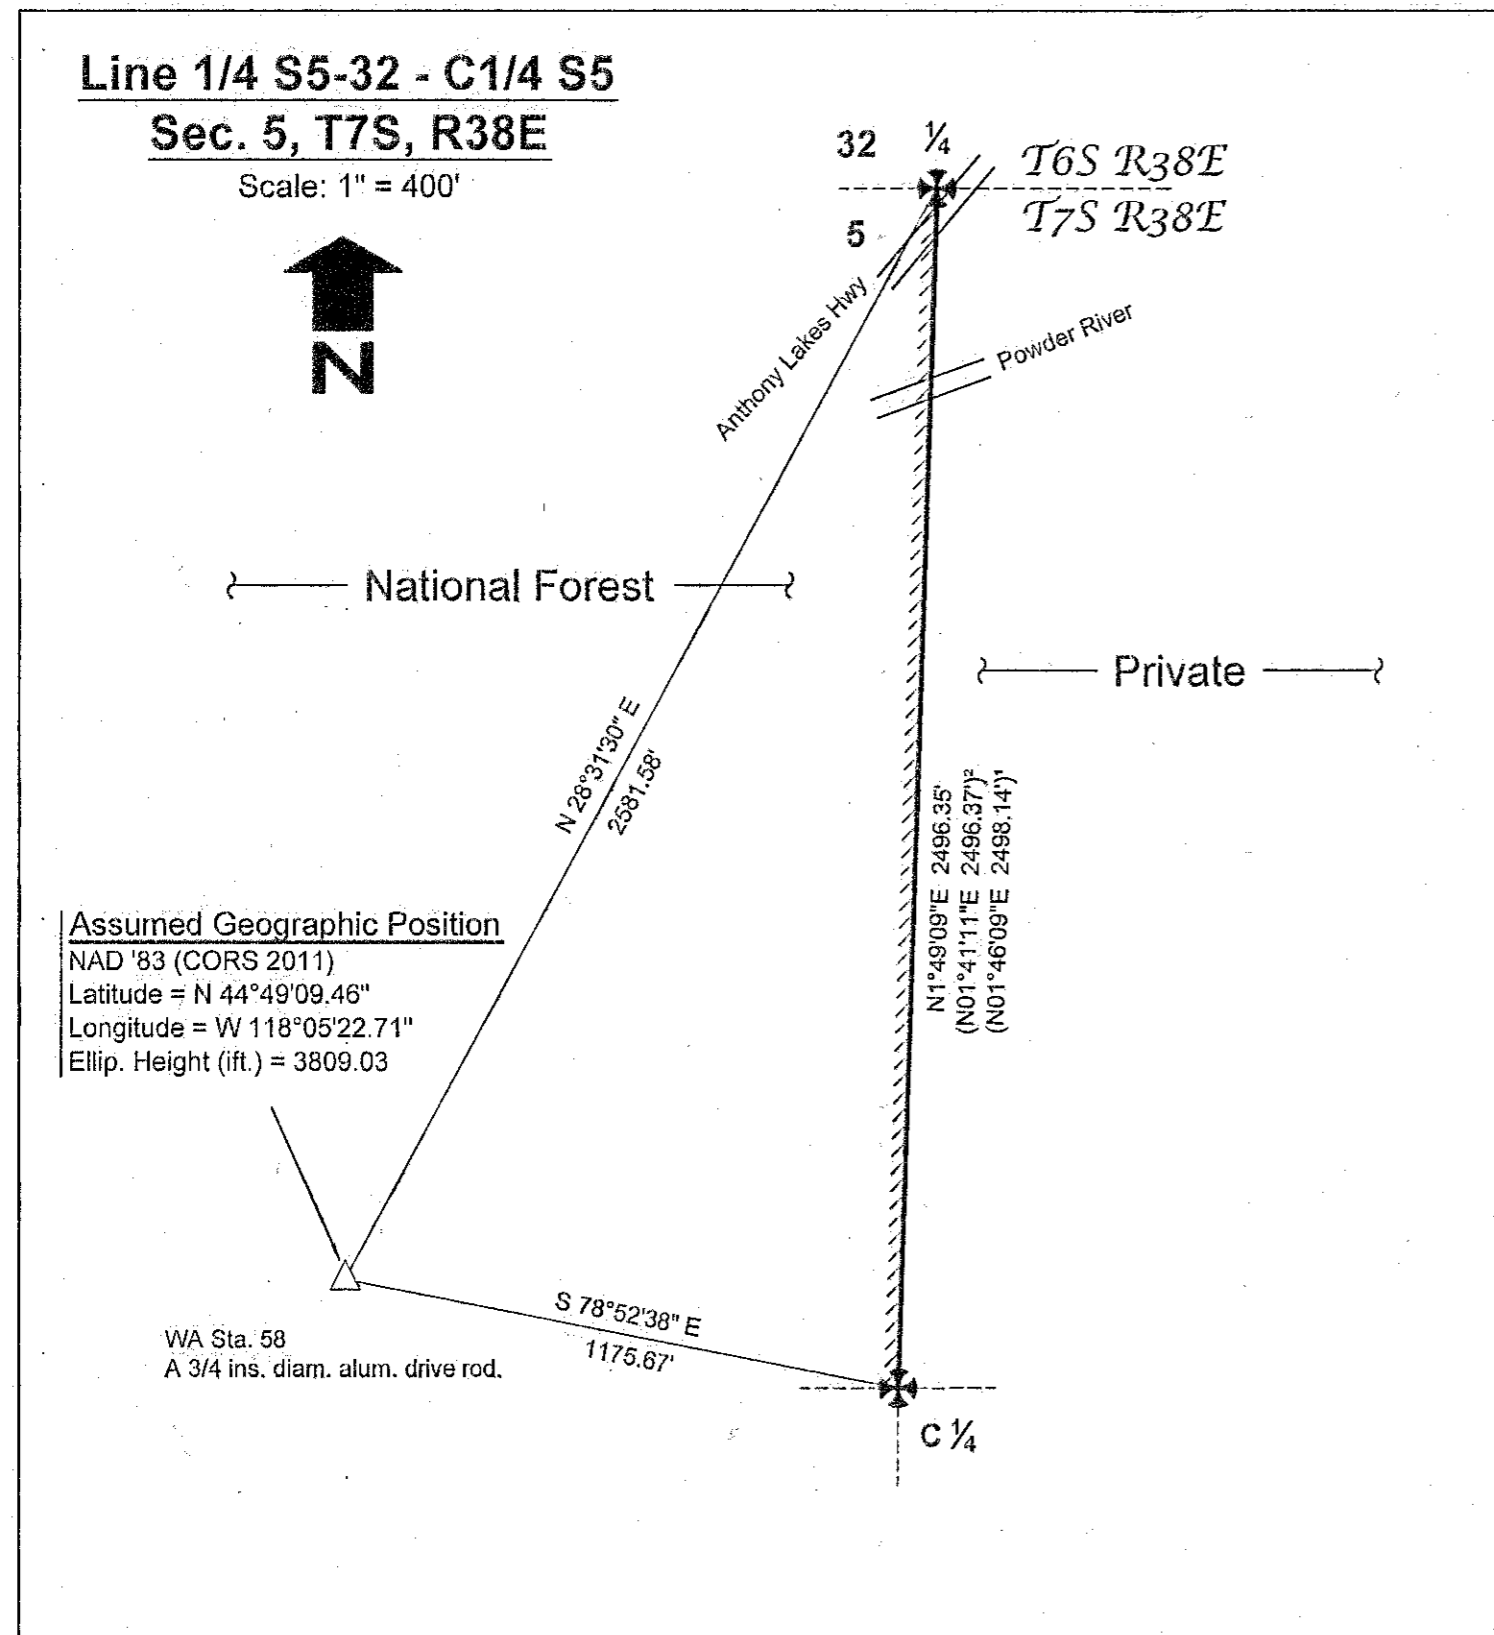 Line 1/4 S5-32 - C1/4 S5
Sec. 5, T7S, R38E
Scale: 1" = 400'
N
32 ¼
T6S R38E
5
T7S R38E
Anthony Lakes Hwy
Powder River
National Forest
Private
N 28°31'30" E
2581.58'
N1°49'09"E 2496.35'
(N01°41'11"E 2496.37')²
(N01°46'09"E 2498.14')¹
Assumed Geographic Position
NAD '83 (CORS 2011)
Latitude = N 44°49'09.46"
Longitude = W 118°05'22.71"
Ellip. Height (ift.) = 3809.03
S 78°52'38" E
1175.67'
WA Sta. 58
A 3/4 ins. diam. alum. drive rod.
C ¼